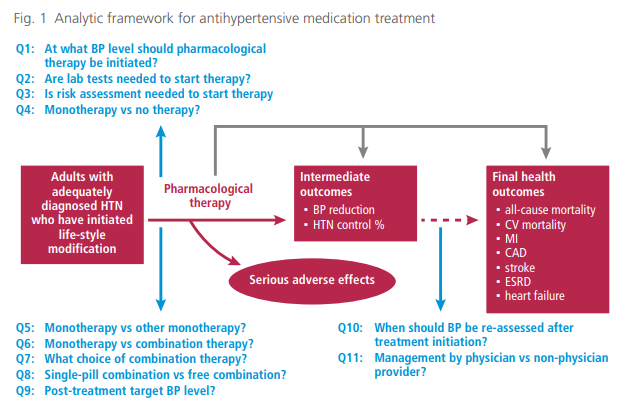 Fig. 1 Analytic framework for antihypertensive medication treatment
Q1: At what BP level should pharmacological
therapy be initiated?
Q2: Are lab tests needed to start therapy?
Q3: Is risk assessment needed to start therapy
Q4: Monotherapy vs no therapy?
Adults with
adequately
diagnosed HTN
who have initiated
life-style
modification
Pharmacological
therapy
Intermediate
outcomes
▪ BP reduction
▪ HTN control %
Final health
outcomes
▪ all-cause mortality
▪ CV mortality
▪ MI
▪ CAD
▪ stroke
▪ ESRD
▪ heart failure
Serious adverse effects
Q5: Monotherapy vs other monotherapy?
Q6: Monotherapy vs combination therapy?
Q7: What choice of combination therapy?
Q8: Single-pill combination vs free combination?
Q9: Post-treatment target BP level?
Q10: When should BP be re-assessed after
treatment initiation?
Q11: Management by physician vs non-physician
provider?